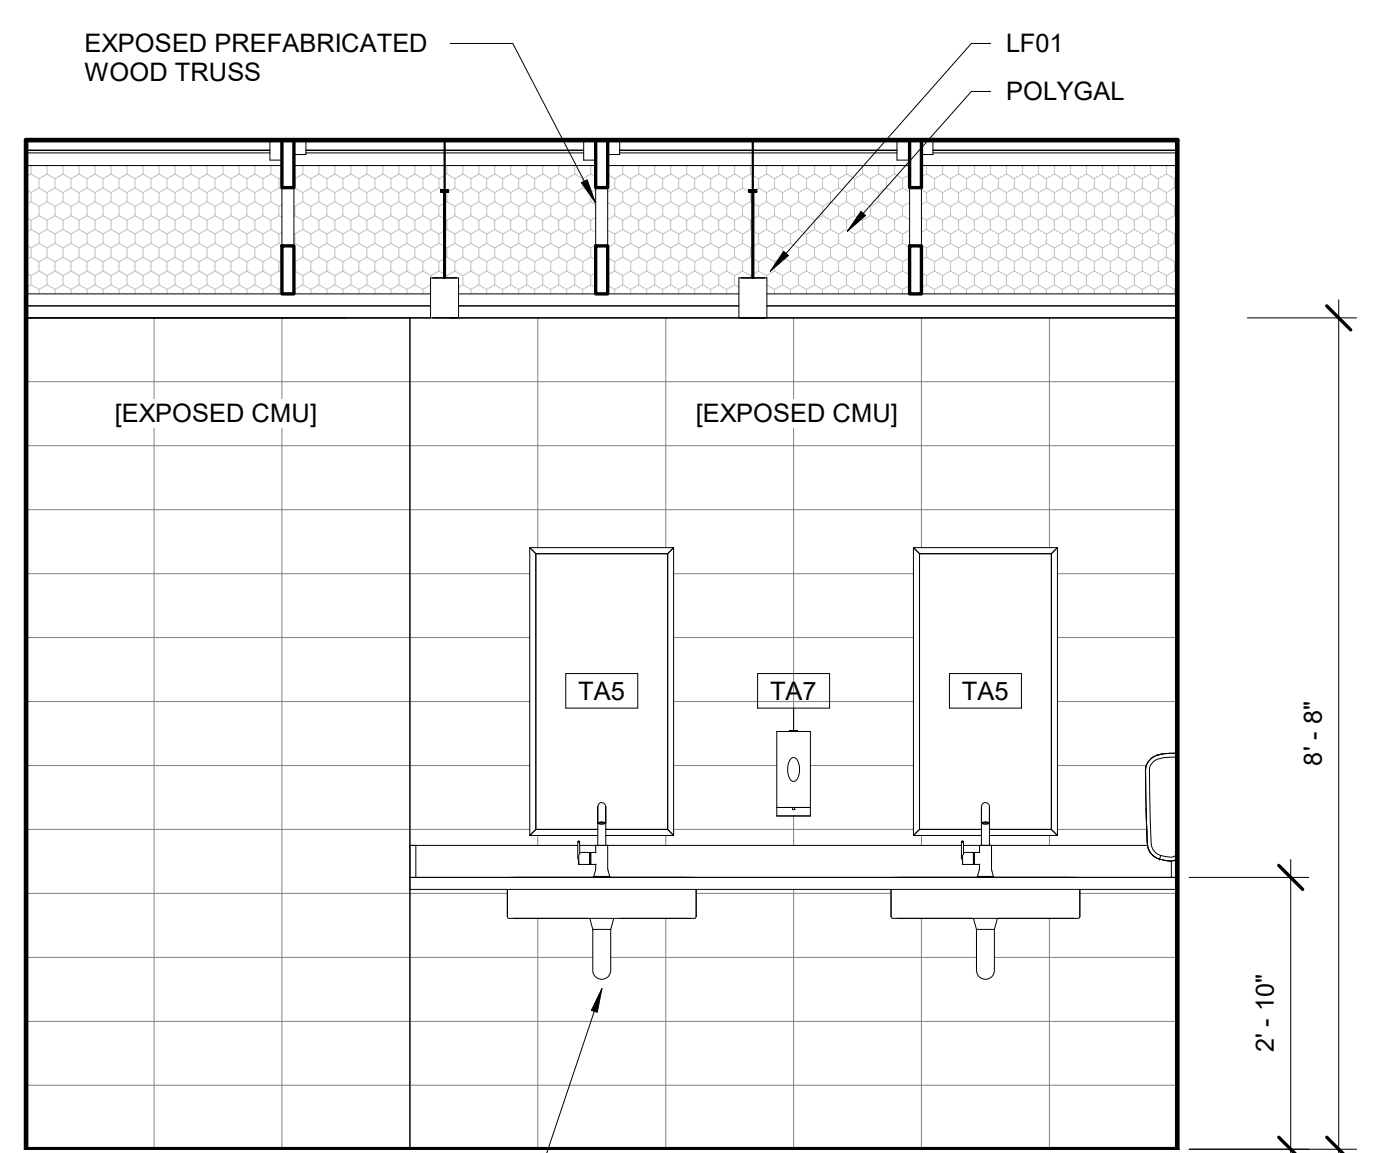 EXPOSED PREFABRICATED
WOOD TRUSS
LF01
POLYGAL
[EXPOSED CMU]
[EXPOSED CMU]
TA5
TA7
TA5
8' - 8"
2' - 10"